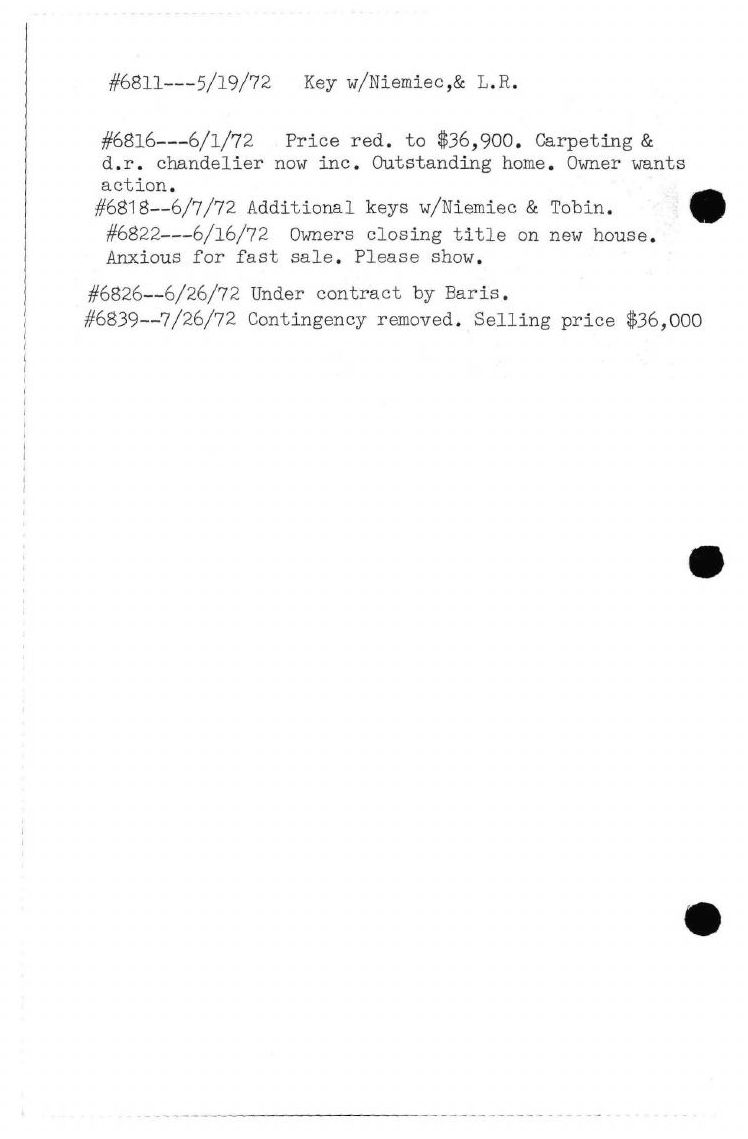 #6811---5/19/72 Key w/Niemiec,& L.R.
#6816---6/1/72 Price red. to $36,900. Carpeting &
d.r. chandelier now inc. Outstanding home. Owner wants
action.
#6818--6/7/72 Additional keys w/Niemiec & Tobin.
#6822---6/16/72 Owners closing title on new house.
Anxious for fast sale. Please show.
#6826--6/26/72 Under contract by Baris.
#6839--7/26/72 Contingency removed. Selling price $36,000